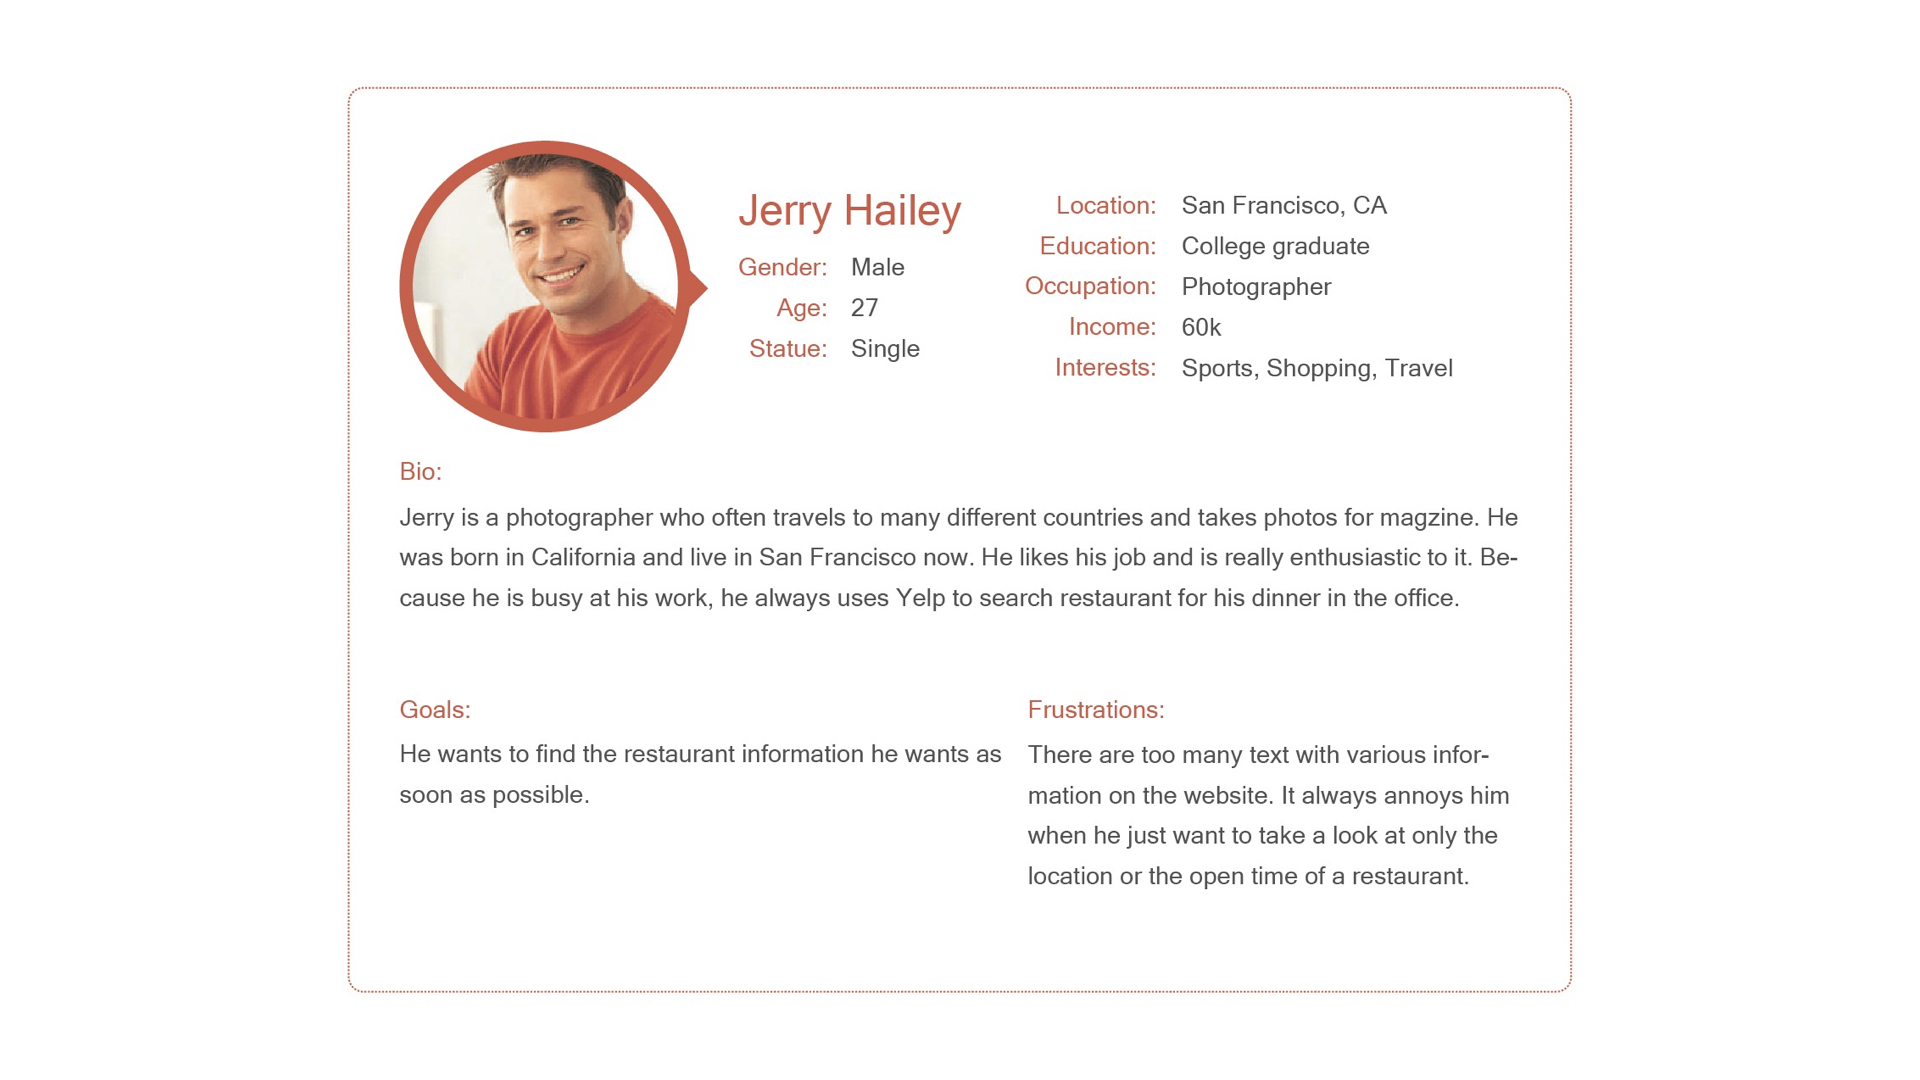 Jerry Hailey
Gender: Male
Age: 27
Statue: Single
Location: San Francisco, CA
Education: College graduate
Occupation: Photographer
Income: 60k
Interests: Sports, Shopping, Travel
Bio:
Jerry is a photographer who often travels to many different countries and takes photos for magzine. He
was born in California and live in San Francisco now. He likes his job and is really enthusiastic to it. Be-
cause he is busy at his work, he always uses Yelp to search restaurant for his dinner in the office.
Goals:
He wants to find the restaurant information he wants as
soon as possible.
Frustrations:
There are too many text with various infor-
mation on the website. It always annoys him
when he just want to take a look at only the
location or the open time of a restaurant.